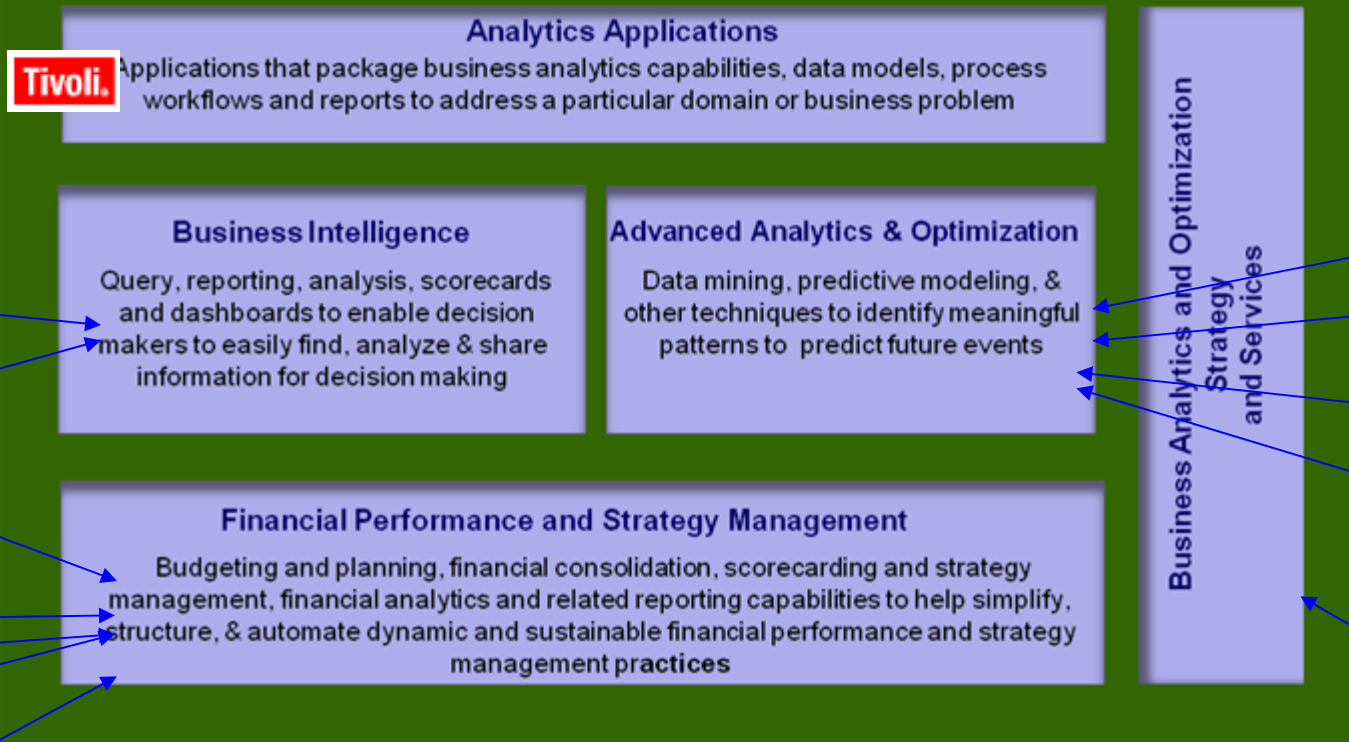 Analytics Applications
Tivoli.
Applications that package business analytics capabilities, data models, process
workflows and reports to address a particular domain or business problem
Business Intelligence
Query, reporting, analysis, scorecards
and dashboards to enable decision
makers to easily find, analyze & share
information for decision making
Advanced Analytics & Optimization
Data mining, predictive modeling, &
other techniques to identify meaningful
patterns to predict future events
Financial Performance and Strategy Management
Budgeting and planning, financial consolidation, scorecarding and strategy
management, financial analytics and related reporting capabilities to help simplify,
structure, & automate dynamic and sustainable financial performance and strategy
management practices
Business Analytics and Optimization
Strategy
and Services